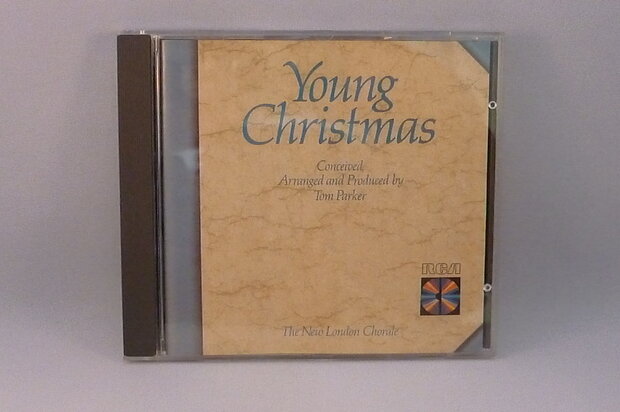 Young
Christmas
Conceived,
Arranged and Produced by
Tom Parker
RCA
The New London Chorale